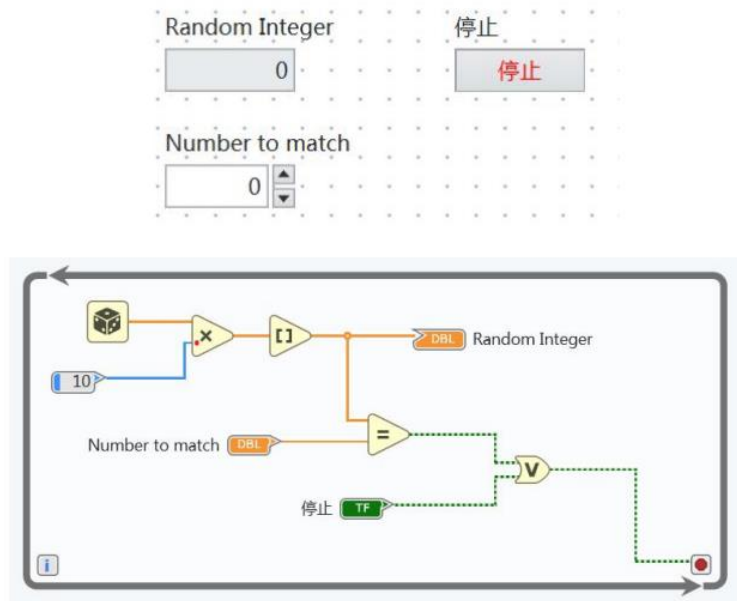 Random Integer
停止
0
停止
Number to match
0
10
DBL Random Integer
Number to match DBL
停止 TF
i